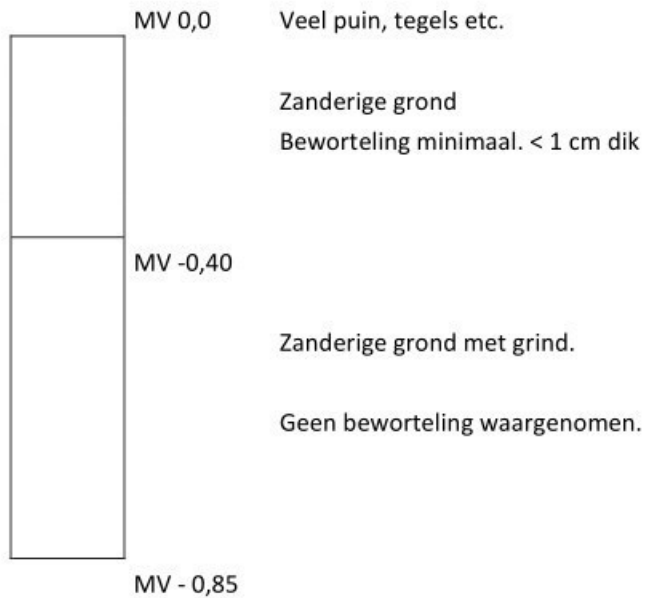 MV 0,0 Veel puin, tegels etc.
Zanderige grond
Beworteling minimaal. < 1 cm dik
MV -0,40
Zanderige grond met grind.
Geen beworteling waargenomen.
MV - 0,85